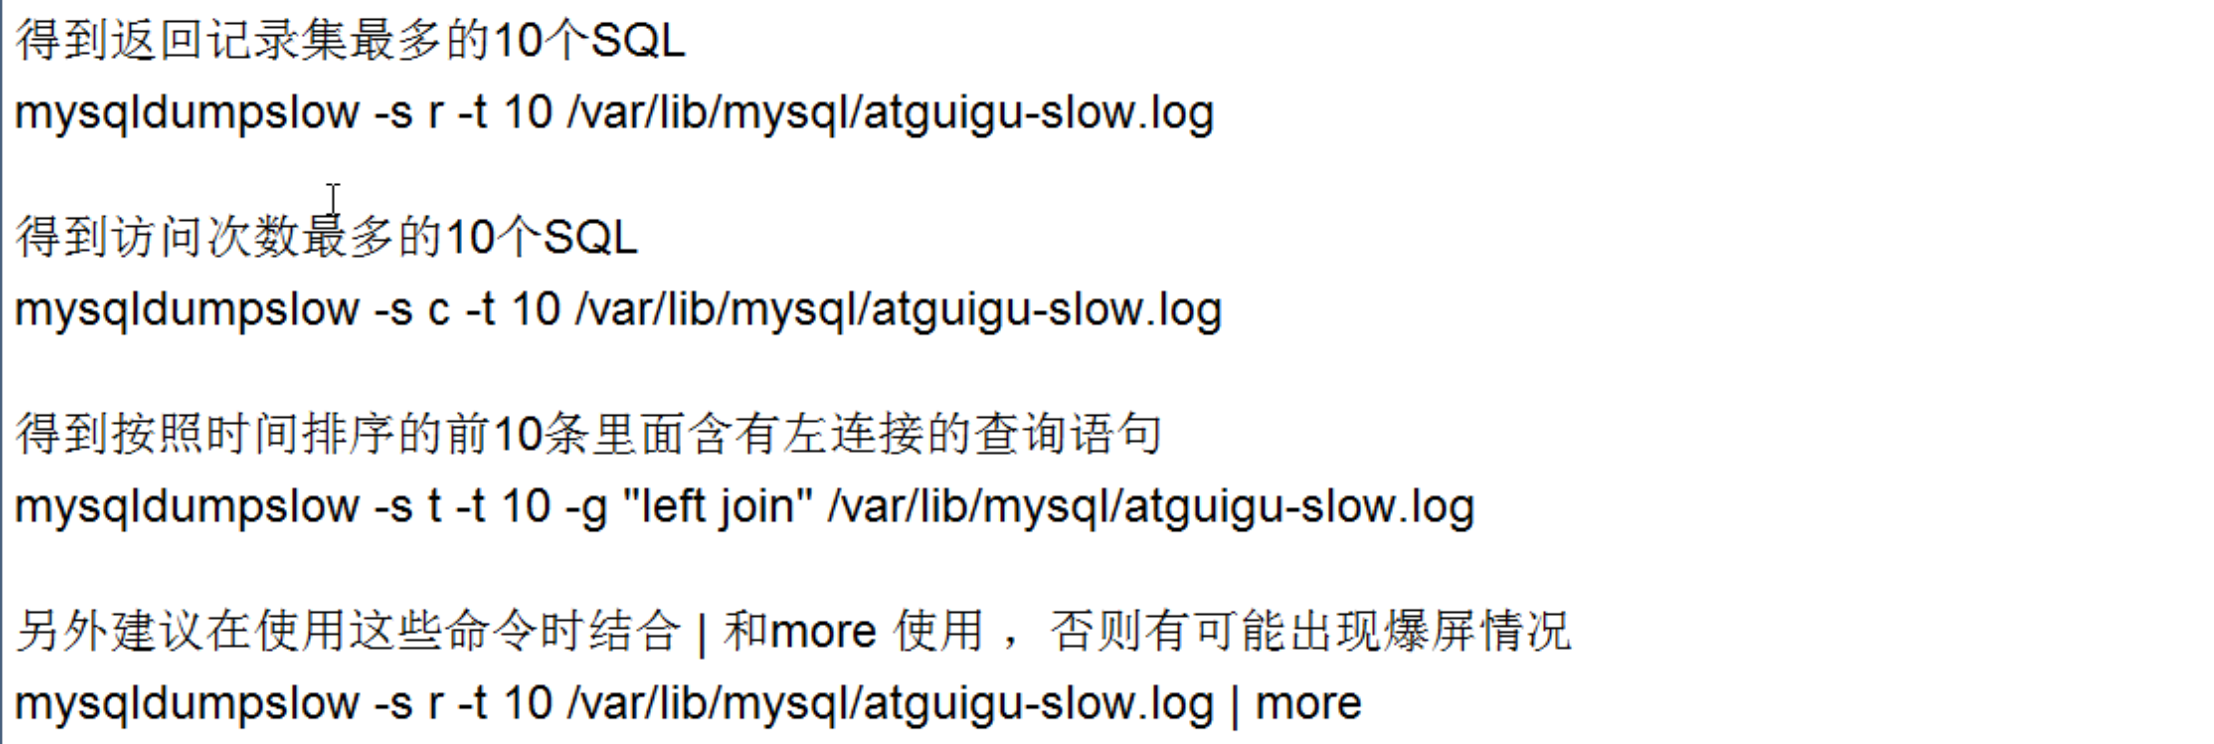 得到返回记录集最多的10个SQL
mysqldumpslow -s r -t 10 /var/lib/mysql/atguigu-slow.log
得到访问次数最多的10个SQL
mysqldumpslow -s c -t 10 /var/lib/mysql/atguigu-slow.log
得到按照时间排序的前10条里面含有左连接的查询语句
mysqldumpslow -s t -t 10 -g "left join" /var/lib/mysql/atguigu-slow.log
另外建议在使用这些命令时结合 | 和more 使用 ，否则有可能出现爆屏情况
mysqldumpslow -s r -t 10 /var/lib/mysql/atguigu-slow.log | more